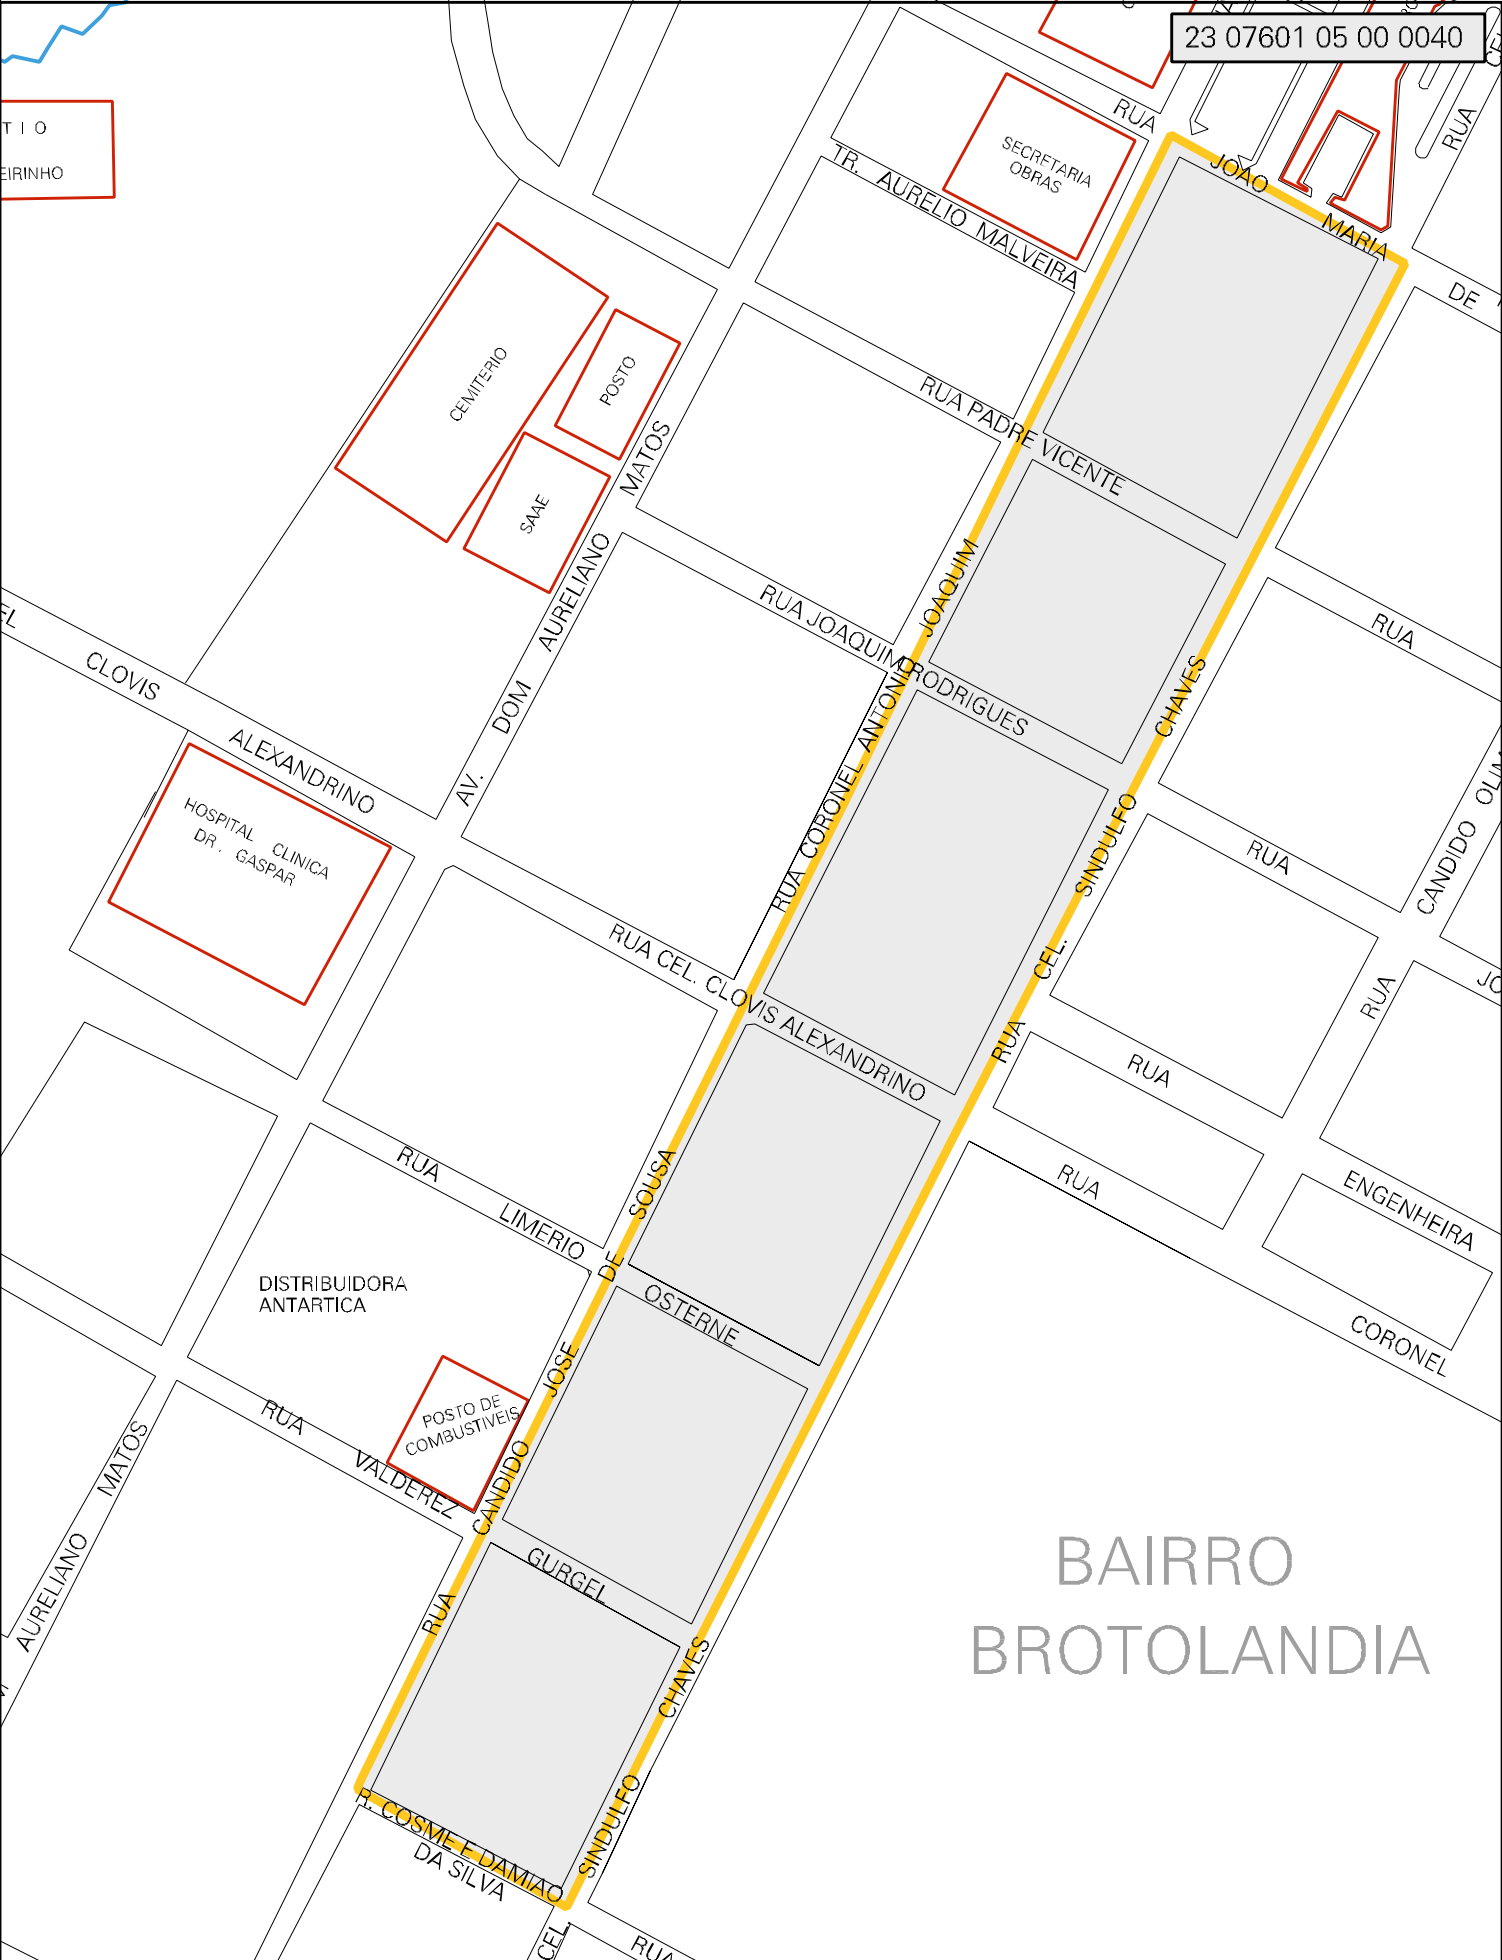 23 07601 05 00 0040
RUA
RUA
JOAO
MARIA
DE
SECRETARIA
OBRAS
TR. AURELIO MALVEIRA
EIRINHO
CEMITERIO
POSTO
SAAE
RUA PADRE VICENTE
AV. DOM AURELIANO MATOS
RUA JOAQUIM RODRIGUES
RUA CORONEL ANTONIO JOAQUIM
RUA CEL. SINDULFO CHAVES
RUA
RUA
CANDIDO
RUA
CLOVIS ALEXANDRINO
HOSPITAL CLINICA
DR. GASPAR
RUA CEL. CLOVIS ALEXANDRINO
RUA
RUA
ENGENHEIRA
CORONEL
RUA LIMERIO OSTERNE
DISTRIBUIDORA
ANTARTICA
POSTO DE
COMBUSTIVEIS
RUA VALDEREZ GURGEL
RUA CANDIDO JOSE DE SOUSA
AURELIANO MATOS
BAIRRO
BROTOLANDIA
R. COSME E DAMIAO
DA SILVA
CEL. SINDULFO CHAVES
RUA